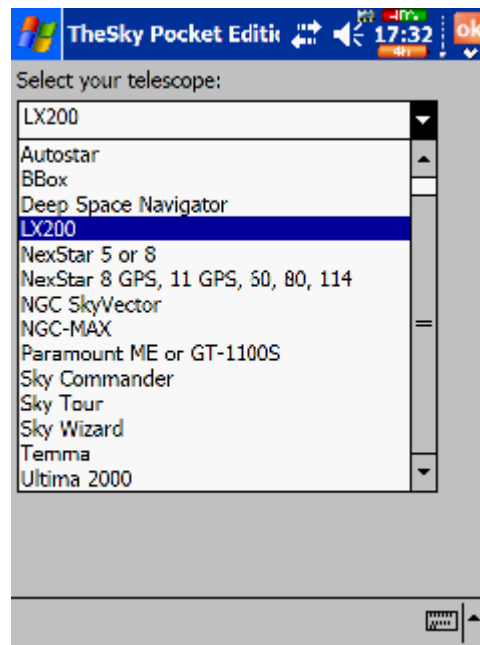 TheSky Pocket Editi
17:32
ok
Select your telescope:
LX200
Autostar
BBox
Deep Space Navigator
LX200
NexStar 5 or 8
NexStar 8 GPS, 11 GPS, 60, 80, 114
NGC SkyVector
NGC-MAX
Paramount ME or GT-1100S
Sky Commander
Sky Tour
Sky Wizard
Temma
Ultima 2000